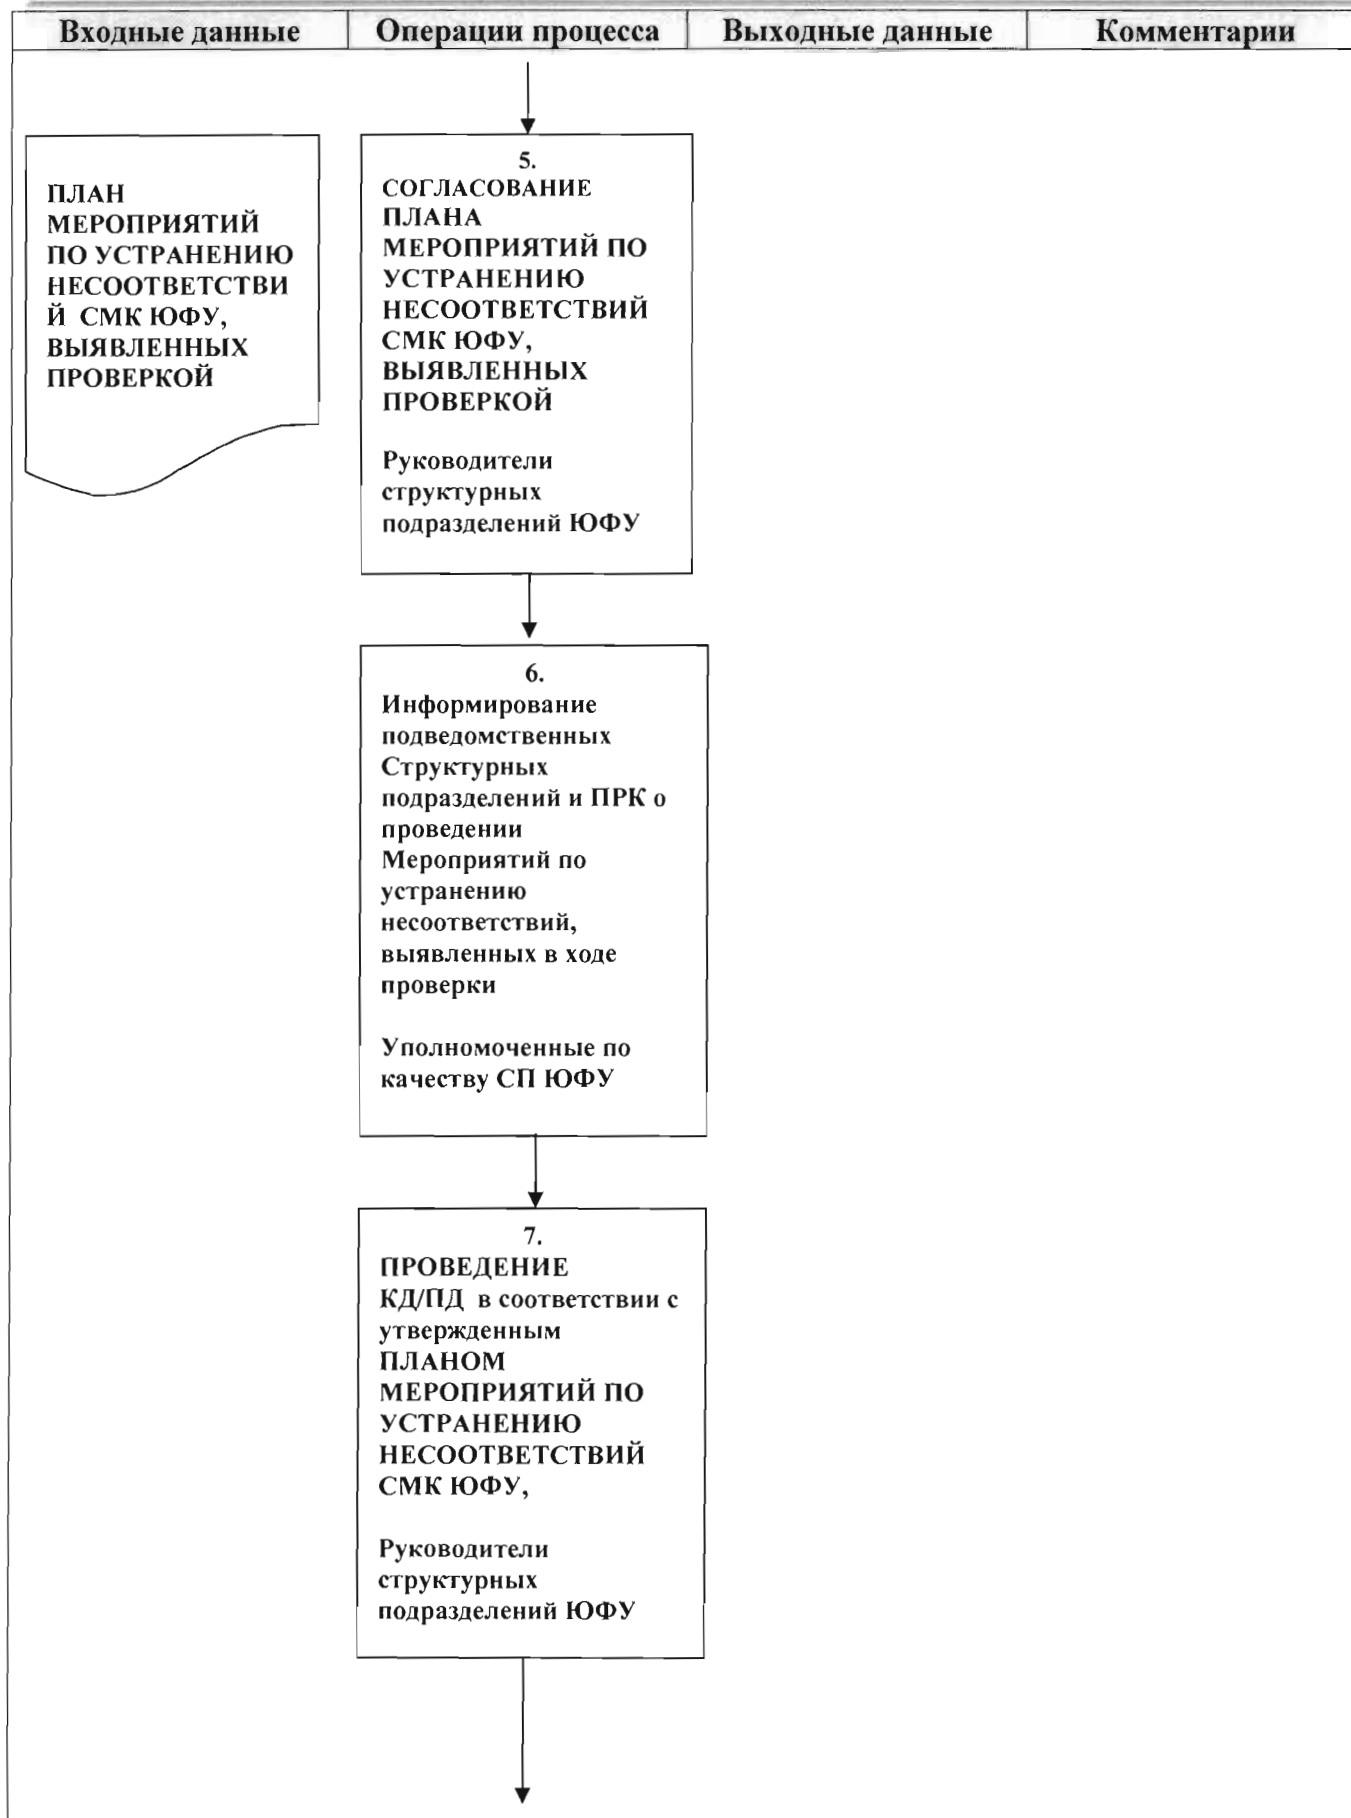 Входные данные
Операции процесса
Выходные данные
Комментарии
ПЛАН
МЕРОПРИЯТИЙ
ПО УСТРАНЕНИЮ
НЕСООТВЕТСТВИ
Й СМК ЮФУ,
ВЫЯВЛЕННЫХ
ПРОВЕРКОЙ
5.
СОГЛАСОВАНИЕ
ПЛАНА
МЕРОПРИЯТИЙ ПО
УСТРАНЕНИЮ
НЕСООТВЕТСТВИЙ
СМК ЮФУ,
ВЫЯВЛЕННЫХ
ПРОВЕРКОЙ
Руководители
структурных
подразделений ЮФУ
6.
Информирование
подведомственных
Структурных
подразделений и ПРК о
проведении
Мероприятий по
устранению
несоответствий,
выявленных в ходе
проверки
Уполномоченные по
качеству СП ЮФУ
7.
ПРОВЕДЕНИЕ
КД/ПД в соответствии с
утвержденным
ПЛАНОМ
МЕРОПРИЯТИЙ ПО
УСТРАНЕНИЮ
НЕСООТВЕТСТВИЙ
СМК ЮФУ,
Руководители
структурных
подразделений ЮФУ